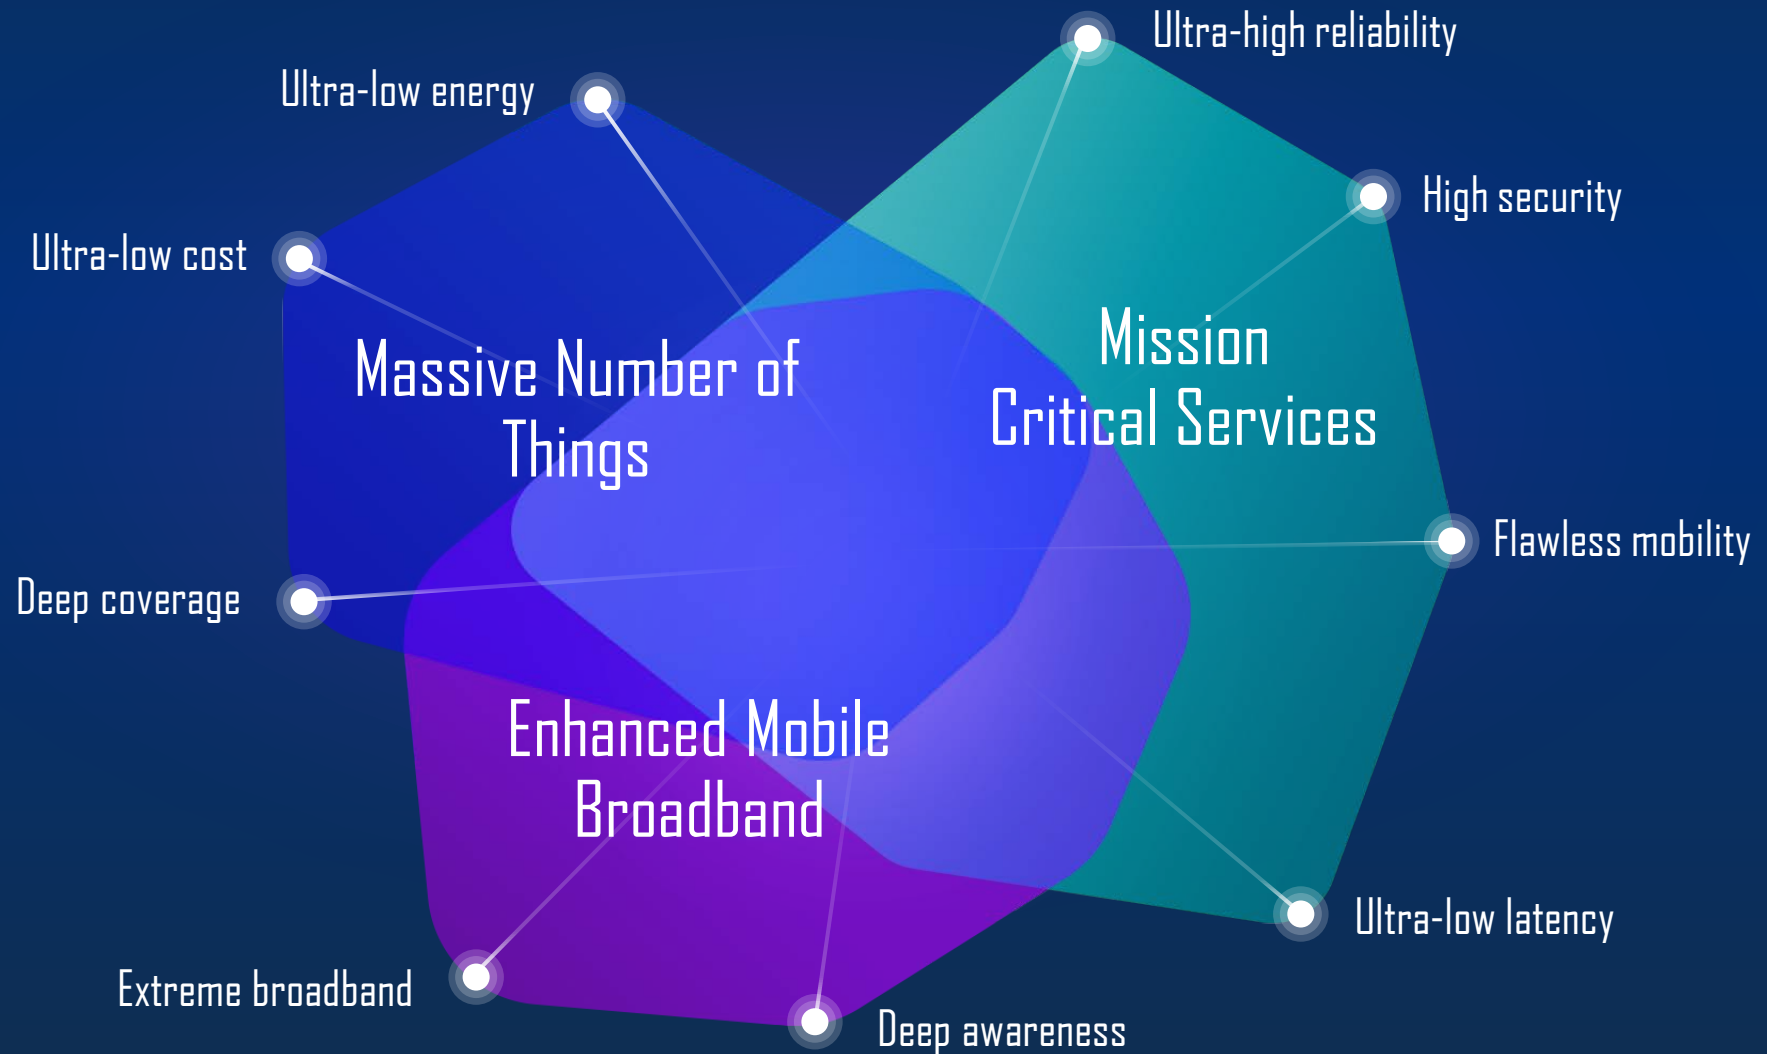 Ultra-high reliability
Ultra-low energy
High security
Ultra-low cost
Mission
Critical Services
Massive Number of
Things
Flawless mobility
Deep coverage
Enhanced Mobile
Broadband
Ultra-low latency
Extreme broadband
Deep awareness